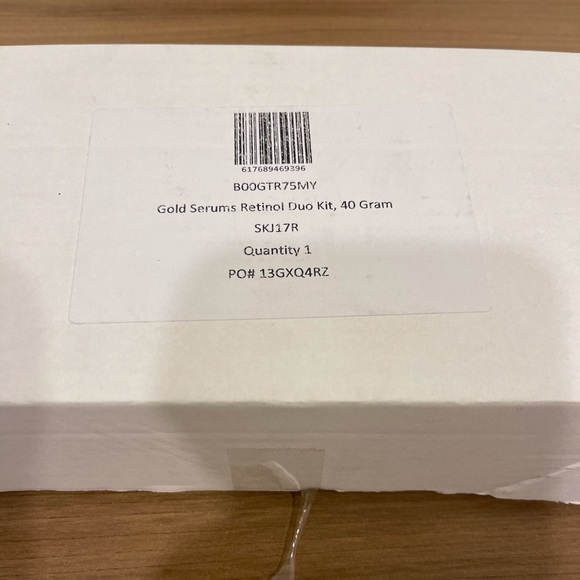 617689469396
B00GTR75MY
Gold Serums Retinol Duo Kit, 40 Gram
SKJ17R
Quantity 1
PO# 13GXQ4RZ